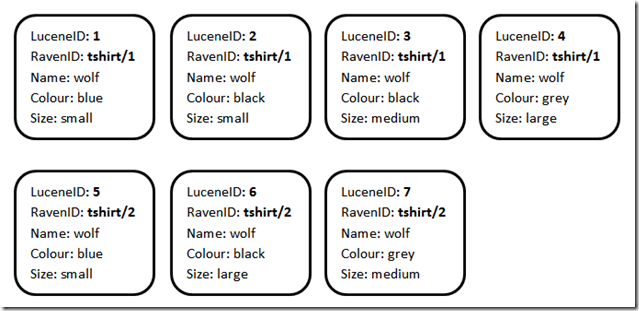 LuceneID: 1
RavenID: tshirt/1
Name: wolf
Colour: blue
Size: small
LuceneID: 2
RavenID: tshirt/1
Name: wolf
Colour: black
Size: small
LuceneID: 3
RavenID: tshirt/1
Name: wolf
Colour: black
Size: medium
LuceneID: 4
RavenID: tshirt/1
Name: wolf
Colour: grey
Size: large
LuceneID: 5
RavenID: tshirt/2
Name: wolf
Colour: blue
Size: small
LuceneID: 6
RavenID: tshirt/2
Name: wolf
Colour: black
Size: large
LuceneID: 7
RavenID: tshirt/2
Name: wolf
Colour: grey
Size: medium